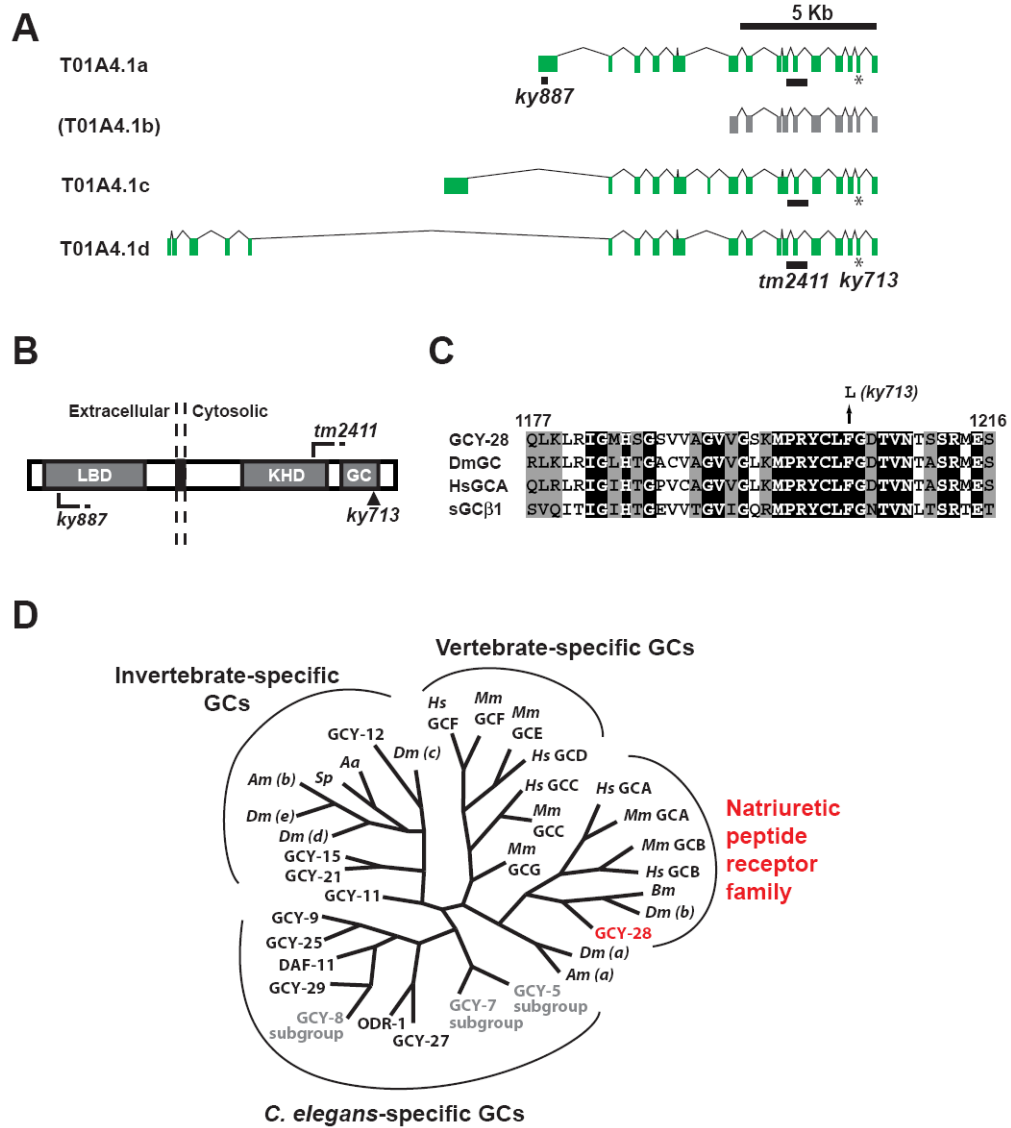 A
5 Kb
T01A4.1a
*
ky887
(T01A4.1b)
T01A4.1c
*
T01A4.1d
*
tm2411 ky713
B
Extracellular Cytosolic
tm2411
LBD KHD GC
ky887
ky713
C
L (ky713)
1177 1216
GCY-28 QLKLRIGMHSGSVVAGVVGSKMPRYCLFGDTVNTSSRMES
DmGC RLKLRIGLHTGACVAGVVGLKMPRYCLFGDTVNTASRMES
HsGCA QLRLRIGIHTGPVCAGVVGLKMPRYCLFGDTVNTASRMES
sGCβ1 SVQITIGIHTGEVVTGVIGQRMPRYCLFGNTVNLTSRTET
D
Vertebrate-specific GCs
Invertebrate-specific
GCs
Hs
GCF
Mm
GCF
Mm
GCE
Hs GCD
GCY-12
Dm (c)
Aa
Sp
Am (b)
Dm (e)
Dm (d)
GCY-15
GCY-21
GCY-11
Hs GCC
Mm
GCC
Mm
GCG
Hs GCA
Mm GCA
Mm GCB
Hs GCB
Bm
Dm (b)
GCY-28
Natriuretic
peptide
receptor
family
Dm (a)
Am (a)
GCY-9
GCY-25
DAF-11
GCY-29
GCY-8
subgroup
ODR-1
GCY-27
GCY-7
subgroup
GCY-5
subgroup
C. elegans-specific GCs